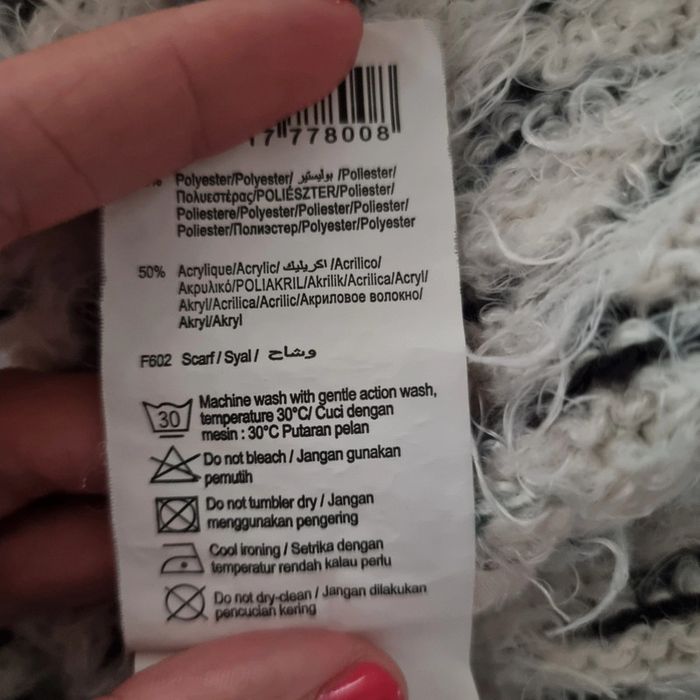 778008
% Polyester/Polyester/ بوليستير /Poliester/
Πολυεστέρας/POLIÉSZTER/Poliester/
Poliestere/Polyester/Poliester/Poliester/
Poliester/Полиэстер/Polyester/Polyester
50% Acrylique/Acrylic/ اكريليك /Acrilico/
Ακρυλικό/POLIAKRIL/Akrilik/Acrilica/Acryl/
Akryl/Acrilica/Acrilic/Акриловое волокно/
Akryl/Akryl
F602 Scarf / Syal / وشاح
30 Machine wash with gentle action wash,
temperature 30°C/ Cuci dengan
mesin : 30°C Putaran pelan
Do not bleach / Jangan gunakan
pemutih
Do not tumbler dry / Jangan
menggunakan pengering
Cool ironing / Setrika dengan
temperatur rendah kalau perlu
Do not dry-clean / Jangan dilakukan
pencucian kering